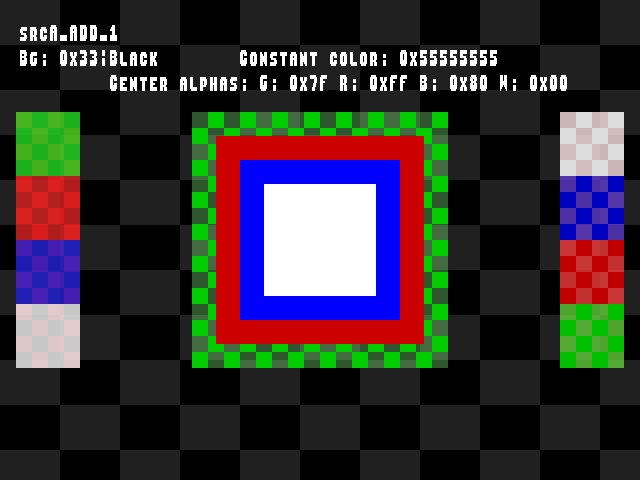 srcA_ADD_1
Bg: 0x33¦Black Constant color: 0x55555555
Center alphas: G: 0x7f R: 0xff B: 0x80 W: 0x00